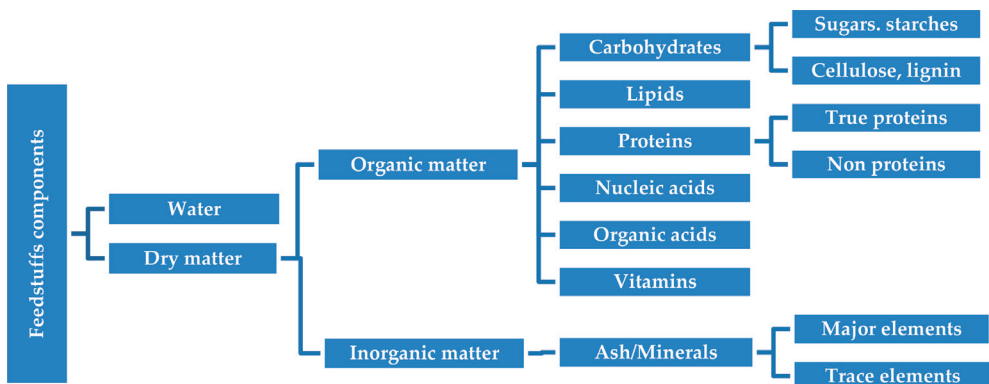 Feedstuffs components
Water
Dry matter
Organic matter
Inorganic matter
Carbohydrates
Lipids
Proteins
Nucleic acids
Organic acids
Vitamins
Ash/Minerals
Sugars. starches
Cellulose, lignin
True proteins
Non proteins
Major elements
Trace elements